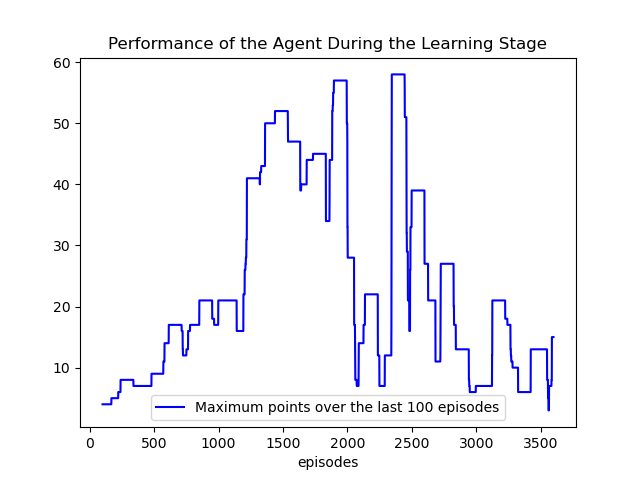 Performance of the Agent During the Learning Stage
60
50
40
30
20
10
Maximum points over the last 100 episodes
0 500 1000 1500 2000 2500 3000 3500
episodes